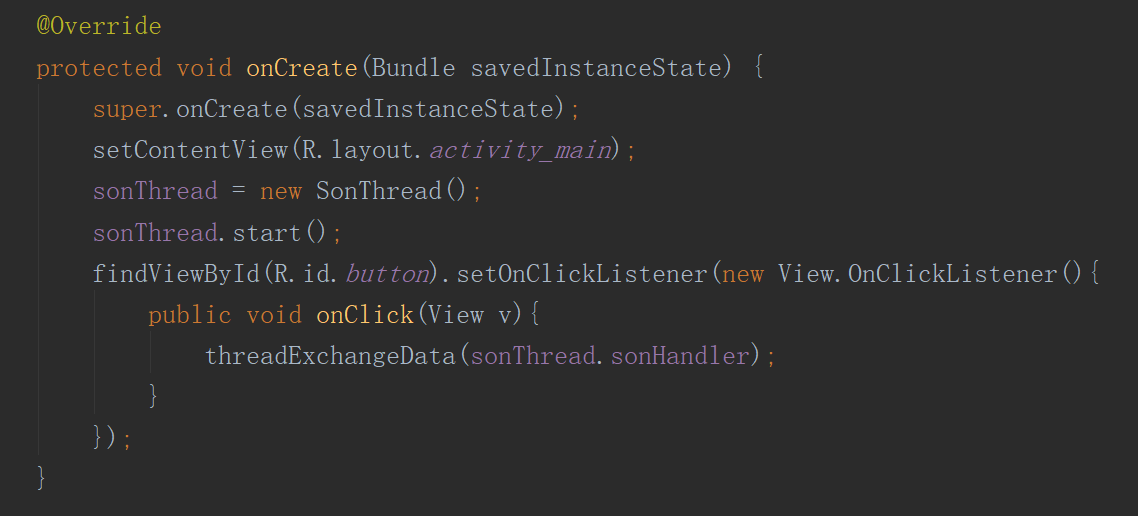 @Override
protected void onCreate(Bundle savedInstanceState) {
    super.onCreate(savedInstanceState);
    setContentView(R.layout.activity_main);
    sonThread = new SonThread();
    sonThread.start();
    findViewById(R.id.button).setOnClickListener(new View.OnClickListener(){
        public void onClick(View v){
            threadExchangeData(sonThread.sonHandler);
        }
    });
}